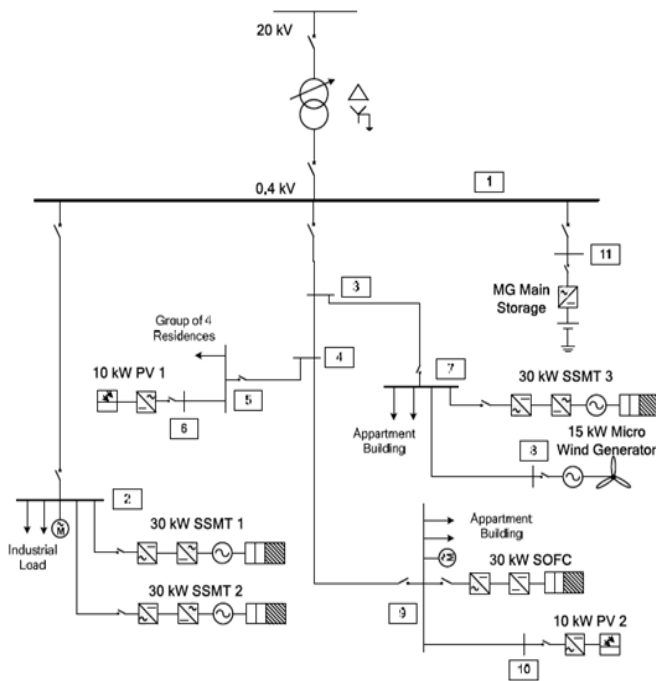 20 kV
0,4 kV
1
11
MG Main
Storage
3
Group of 4
Residences
4
10 kW PV 1
5
6
7
30 kW SSMT 3
Appartment
Building
8
15 kW Micro
Wind Generator
2
Industrial
Load
M
30 kW SSMT 1
30 kW SSMT 2
Appartment
Building
30 kW SOFC
9
10 kW PV 2
10